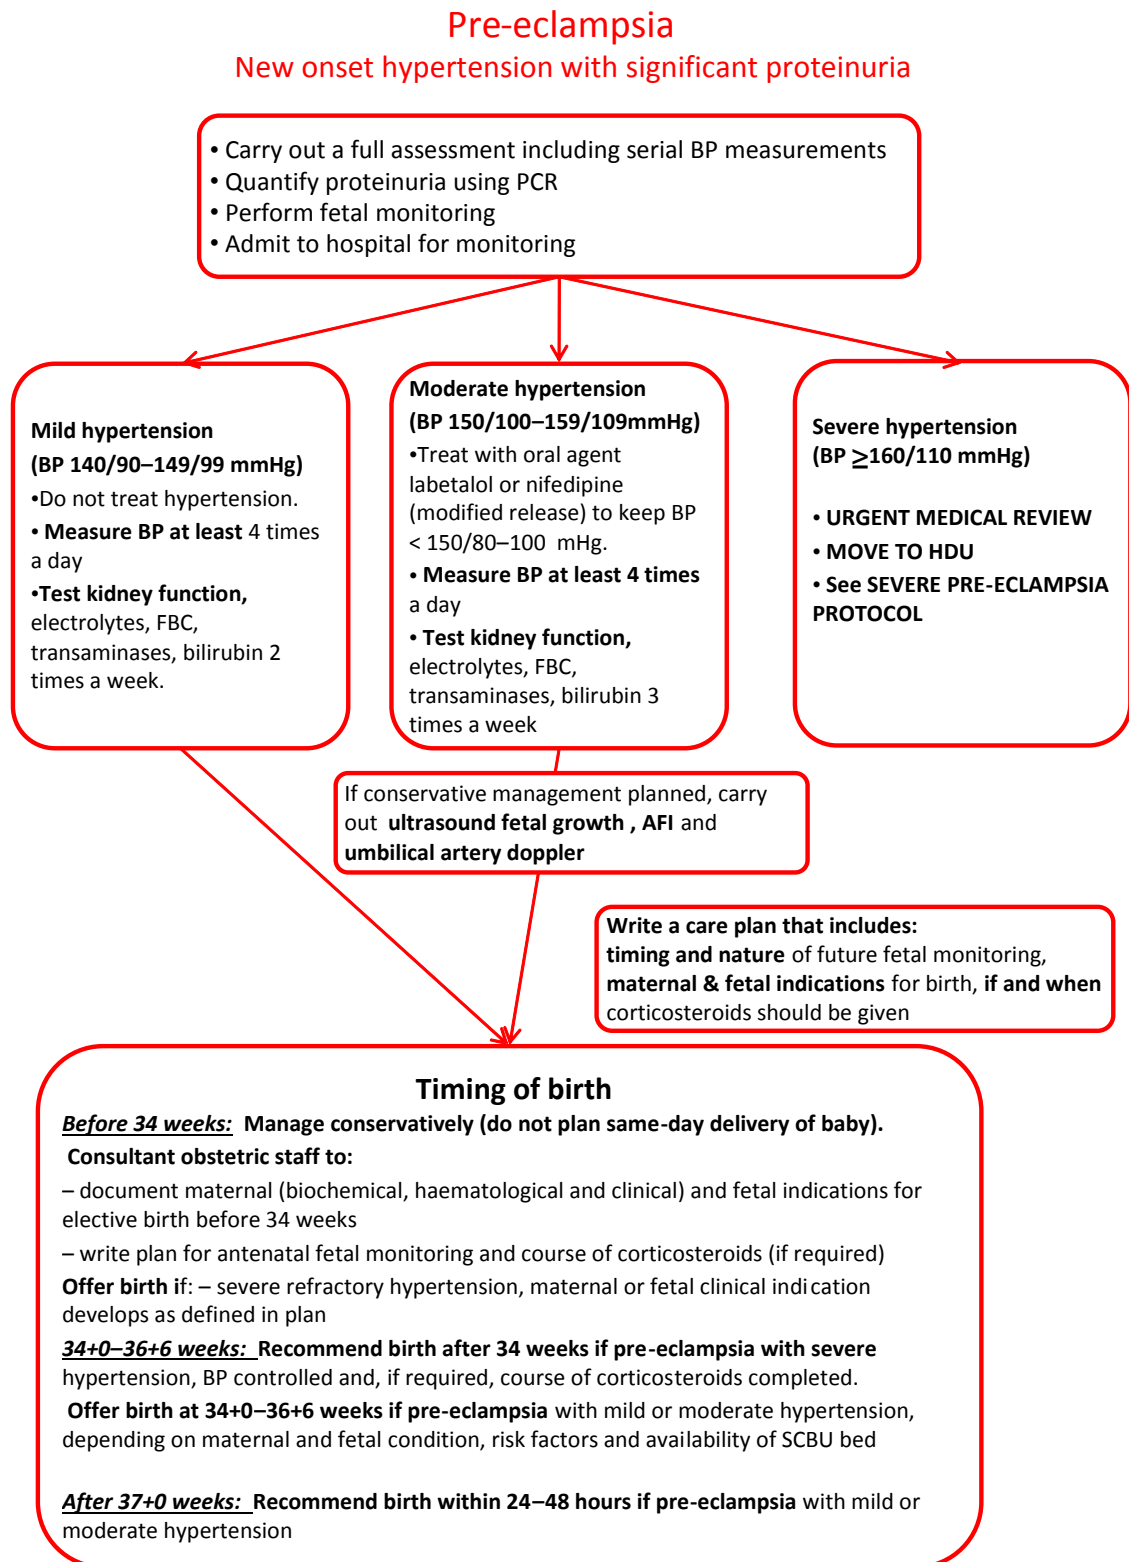 Pre-eclampsia
New onset hypertension with significant proteinuria
• Carry out a full assessment including serial BP measurements
• Quantify proteinuria using PCR
• Perform fetal monitoring
• Admit to hospital for monitoring
Mild hypertension
(BP 140/90–149/99 mmHg)
•Do not treat hypertension.
• Measure BP at least 4 times
a day
•Test kidney function,
electrolytes, FBC,
transaminases, bilirubin 2
times a week.
Moderate hypertension
(BP 150/100–159/109mmHg)
•Treat with oral agent
labetalol or nifedipine
(modified release) to keep BP
< 150/80–100 mHg.
• Measure BP at least 4 times
a day
• Test kidney function,
electrolytes, FBC,
transaminases, bilirubin 3
times a week
Severe hypertension
(BP ≥160/110 mmHg)
• URGENT MEDICAL REVIEW
• MOVE TO HDU
• See SEVERE PRE-ECLAMPSIA
PROTOCOL
If conservative management planned, carry
out ultrasound fetal growth , AFI and
umbilical artery doppler
Write a care plan that includes:
timing and nature of future fetal monitoring,
maternal & fetal indications for birth, if and when
corticosteroids should be given
Timing of birth
Before 34 weeks: Manage conservatively (do not plan same-day delivery of baby).
Consultant obstetric staff to:
– document maternal (biochemical, haematological and clinical) and fetal indications for
elective birth before 34 weeks
– write plan for antenatal fetal monitoring and course of corticosteroids (if required)
Offer birth if: – severe refractory hypertension, maternal or fetal clinical indication
develops as defined in plan
34+0–36+6 weeks: Recommend birth after 34 weeks if pre-eclampsia with severe
hypertension, BP controlled and, if required, course of corticosteroids completed.
Offer birth at 34+0–36+6 weeks if pre-eclampsia with mild or moderate hypertension,
depending on maternal and fetal condition, risk factors and availability of SCBU bed
After 37+0 weeks: Recommend birth within 24–48 hours if pre-eclampsia with mild or
moderate hypertension